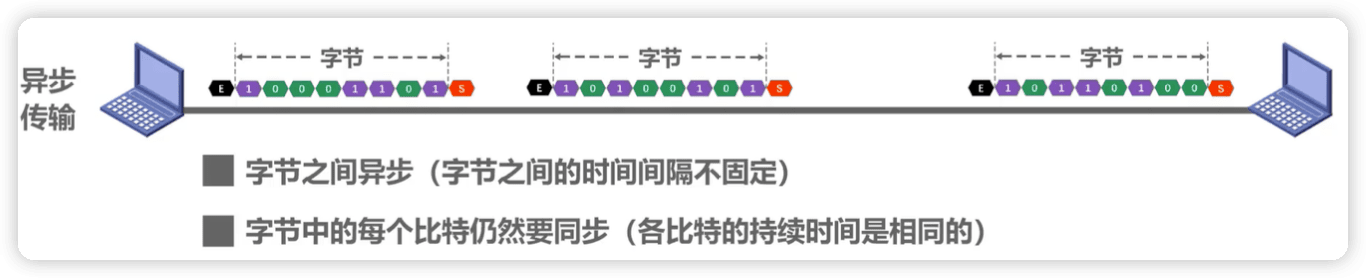 异步
传输
字节 字节 字节
E 1 0 0 0 1 1 0 1 S E 1 0 1 0 0 1 0 1 S E 1 0 1 1 0 1 0 0 S
字节之间异步（字节之间的时间间隔不固定）
字节中的每个比特仍然要同步（各比特的持续时间是相同的）